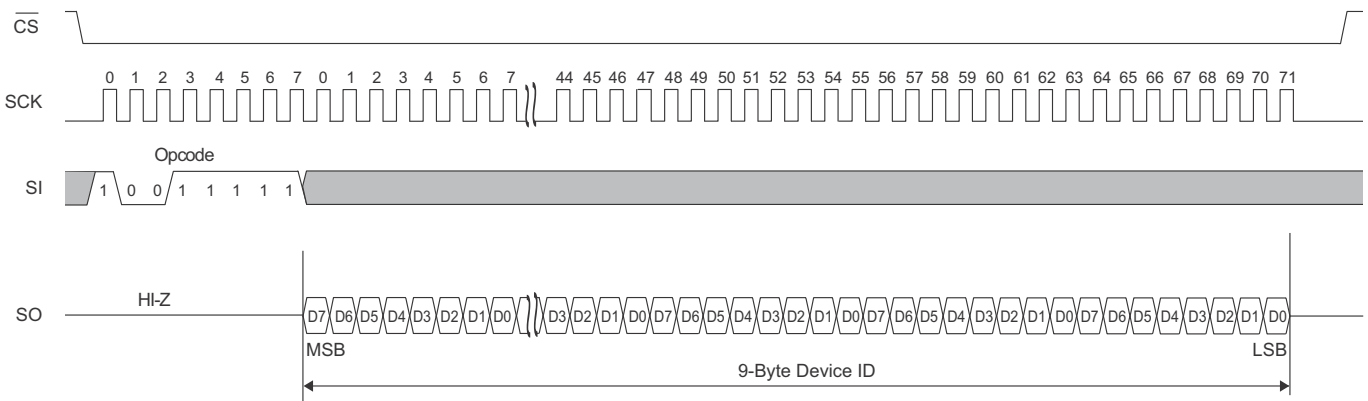 CS
0 1 2 3 4 5 6 7 0 1 2 3 4 5 6 7 44 45 46 47 48 49 50 51 52 53 54 55 56 57 58 59 60 61 62 63 64 65 66 67 68 69 70 71
SCK
Opcode
SI 1 0 0 1 1 1 1 1
HI-Z
SO D7 D6 D5 D4 D3 D2 D1 D0 D3 D2 D1 D0 D7 D6 D5 D4 D3 D2 D1 D0 D7 D6 D5 D4 D3 D2 D1 D0 D7 D6 D5 D4 D3 D2 D1 D0
MSB LSB
9-Byte Device ID